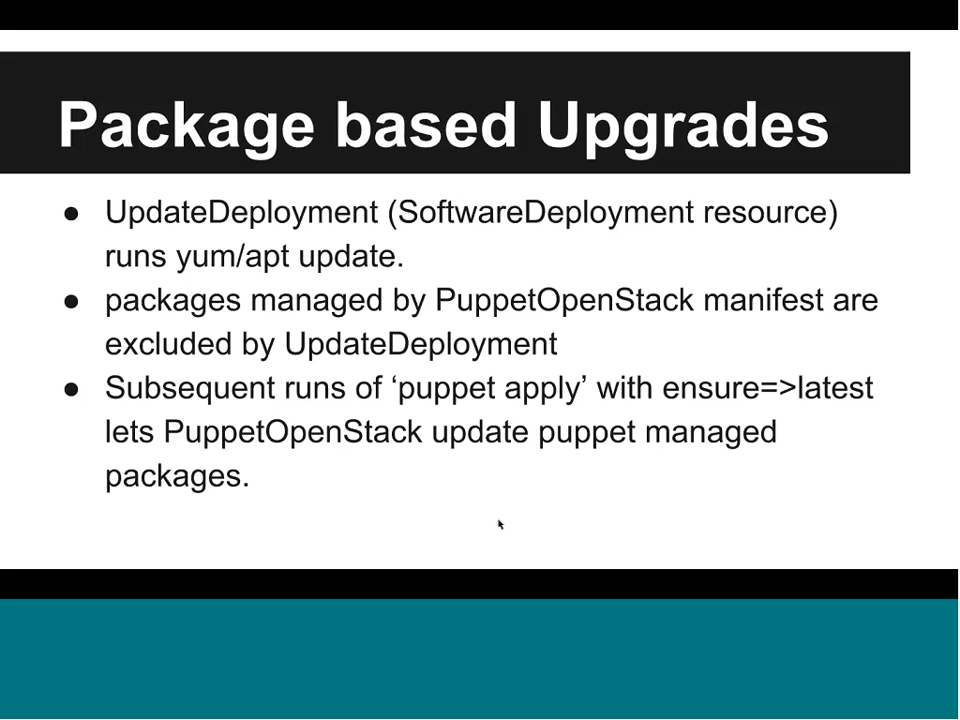 Package based Upgrades
● UpdateDeployment (SoftwareDeployment resource)
runs yum/apt update.
● packages managed by PuppetOpenStack manifest are
excluded by UpdateDeployment
● Subsequent runs of ‘puppet apply’ with ensure=>latest
lets PuppetOpenStack update puppet managed
packages.